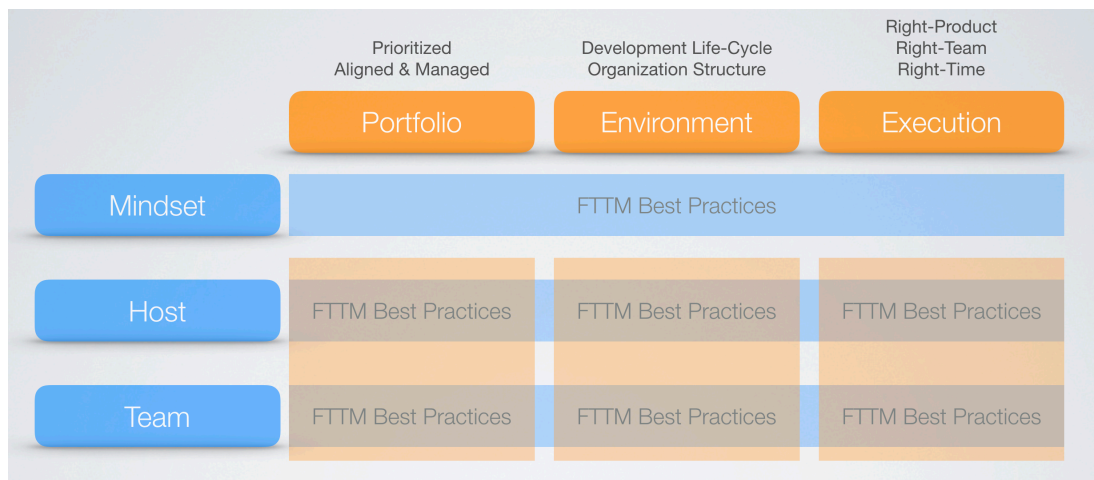 Prioritized
Aligned & Managed
Development Life-Cycle
Organization Structure
Right-Product
Right-Team
Right-Time
Portfolio
Environment
Execution
Mindset
FTTM Best Practices
Host
FTTM Best Practices
FTTM Best Practices
FTTM Best Practices
Team
FTTM Best Practices
FTTM Best Practices
FTTM Best Practices